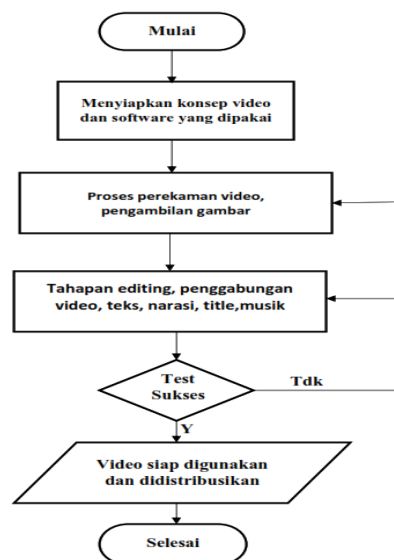 Mulai
Menyiapkan konsep video
dan software yang dipakai
Proses perekaman video,
pengambilan gambar
Tahapan editing, penggabungan
video, teks, narasi, title,musik
Test
Sukses
Tdk
Y
Video siap digunakan
dan didistribusikan
Selesai